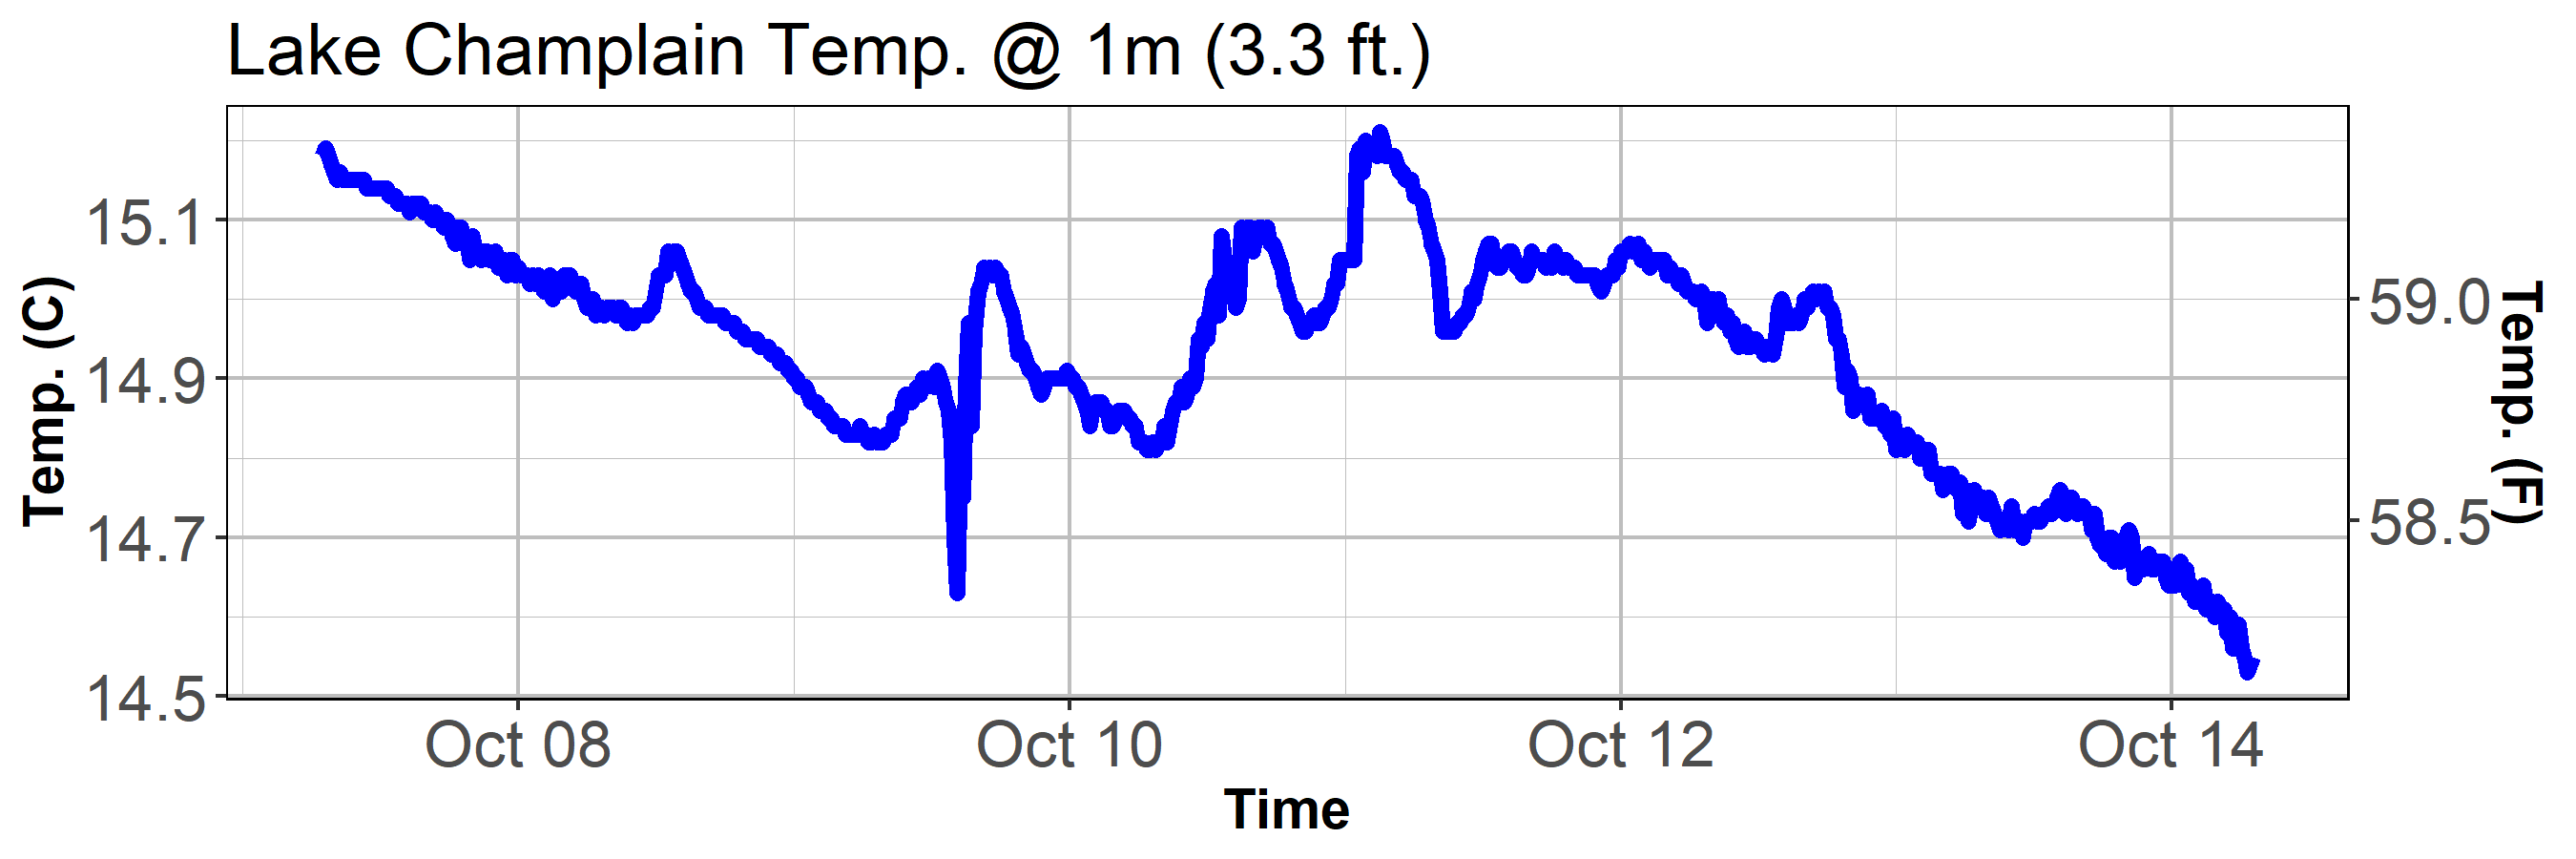 Lake Champlain Temp. @ 1m (3.3 ft.)
Temp. (C)
15.1
14.9
14.7
14.5
59.0
58.5
Temp. (F)
Oct 08
Oct 10
Oct 12
Oct 14
Time